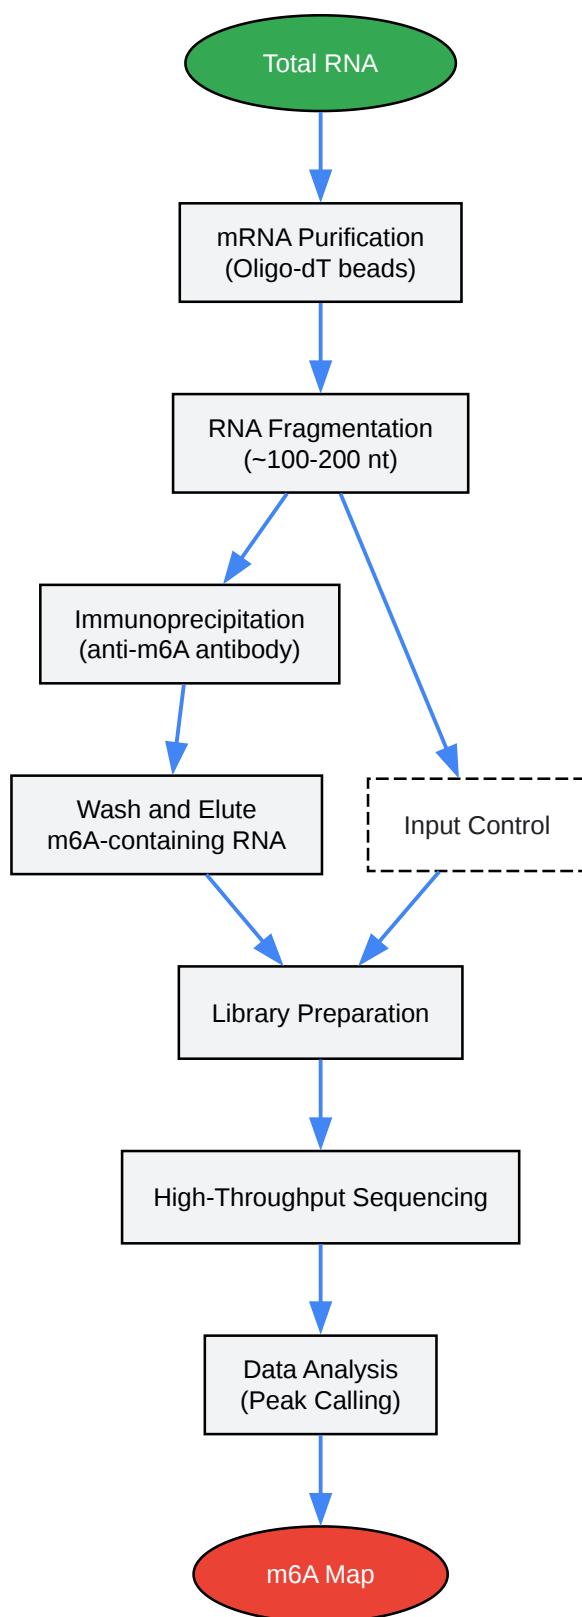 Total RNA
mRNA Purification
(Oligo-dT beads)
RNA Fragmentation
(~100-200 nt)
Immunoprecipitation
(anti-m6A antibody)
Wash and Elute
m6A-containing RNA
Input Control
Library Preparation
High-Throughput Sequencing
Data Analysis
(Peak Calling)
m6A Map